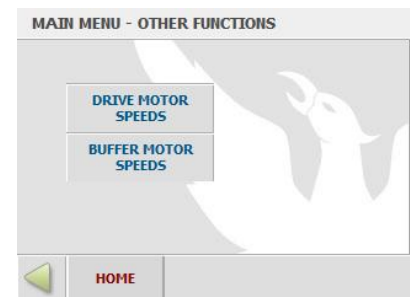 MAIN MENU - OTHER FUNCTIONS
DRIVE MOTOR
SPEEDS
BUFFER MOTOR
SPEEDS
HOME